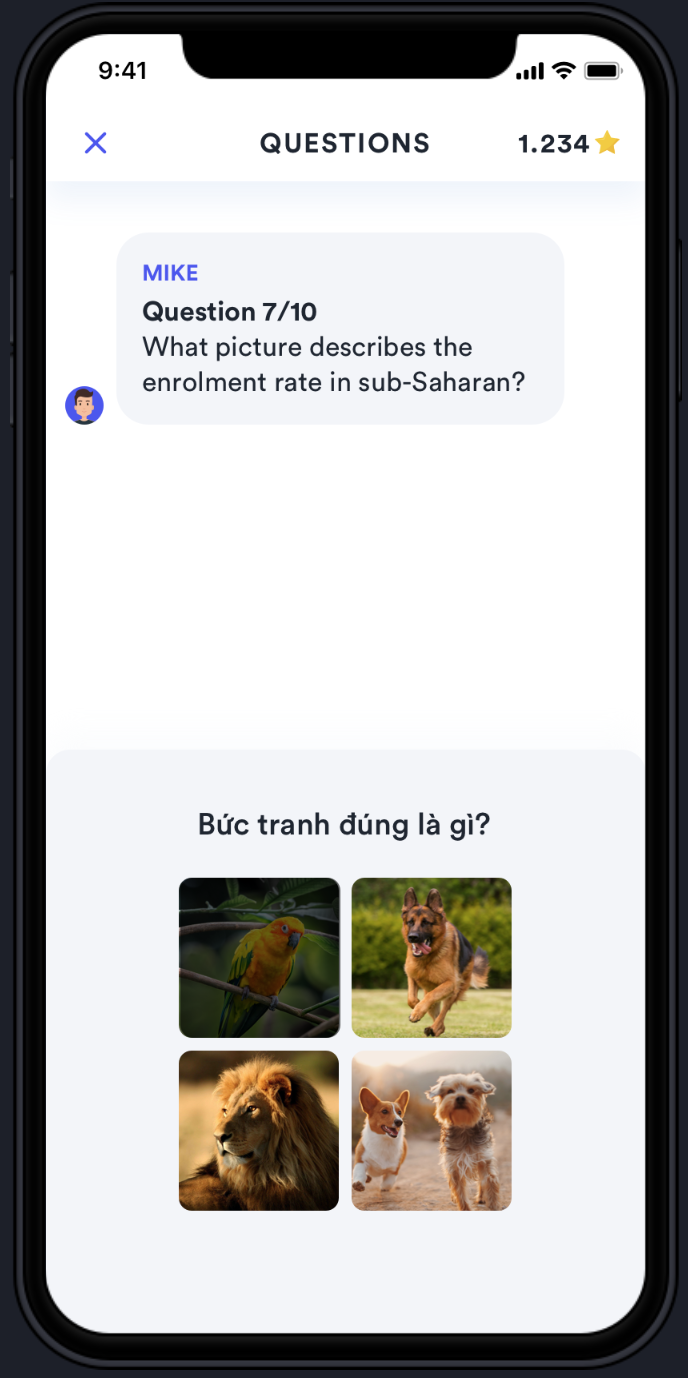 9:41
QUESTIONS
1.234
MIKE
Question 7/10
What picture describes the
enrolment rate in sub-Saharan?
Bức tranh đúng là gì?